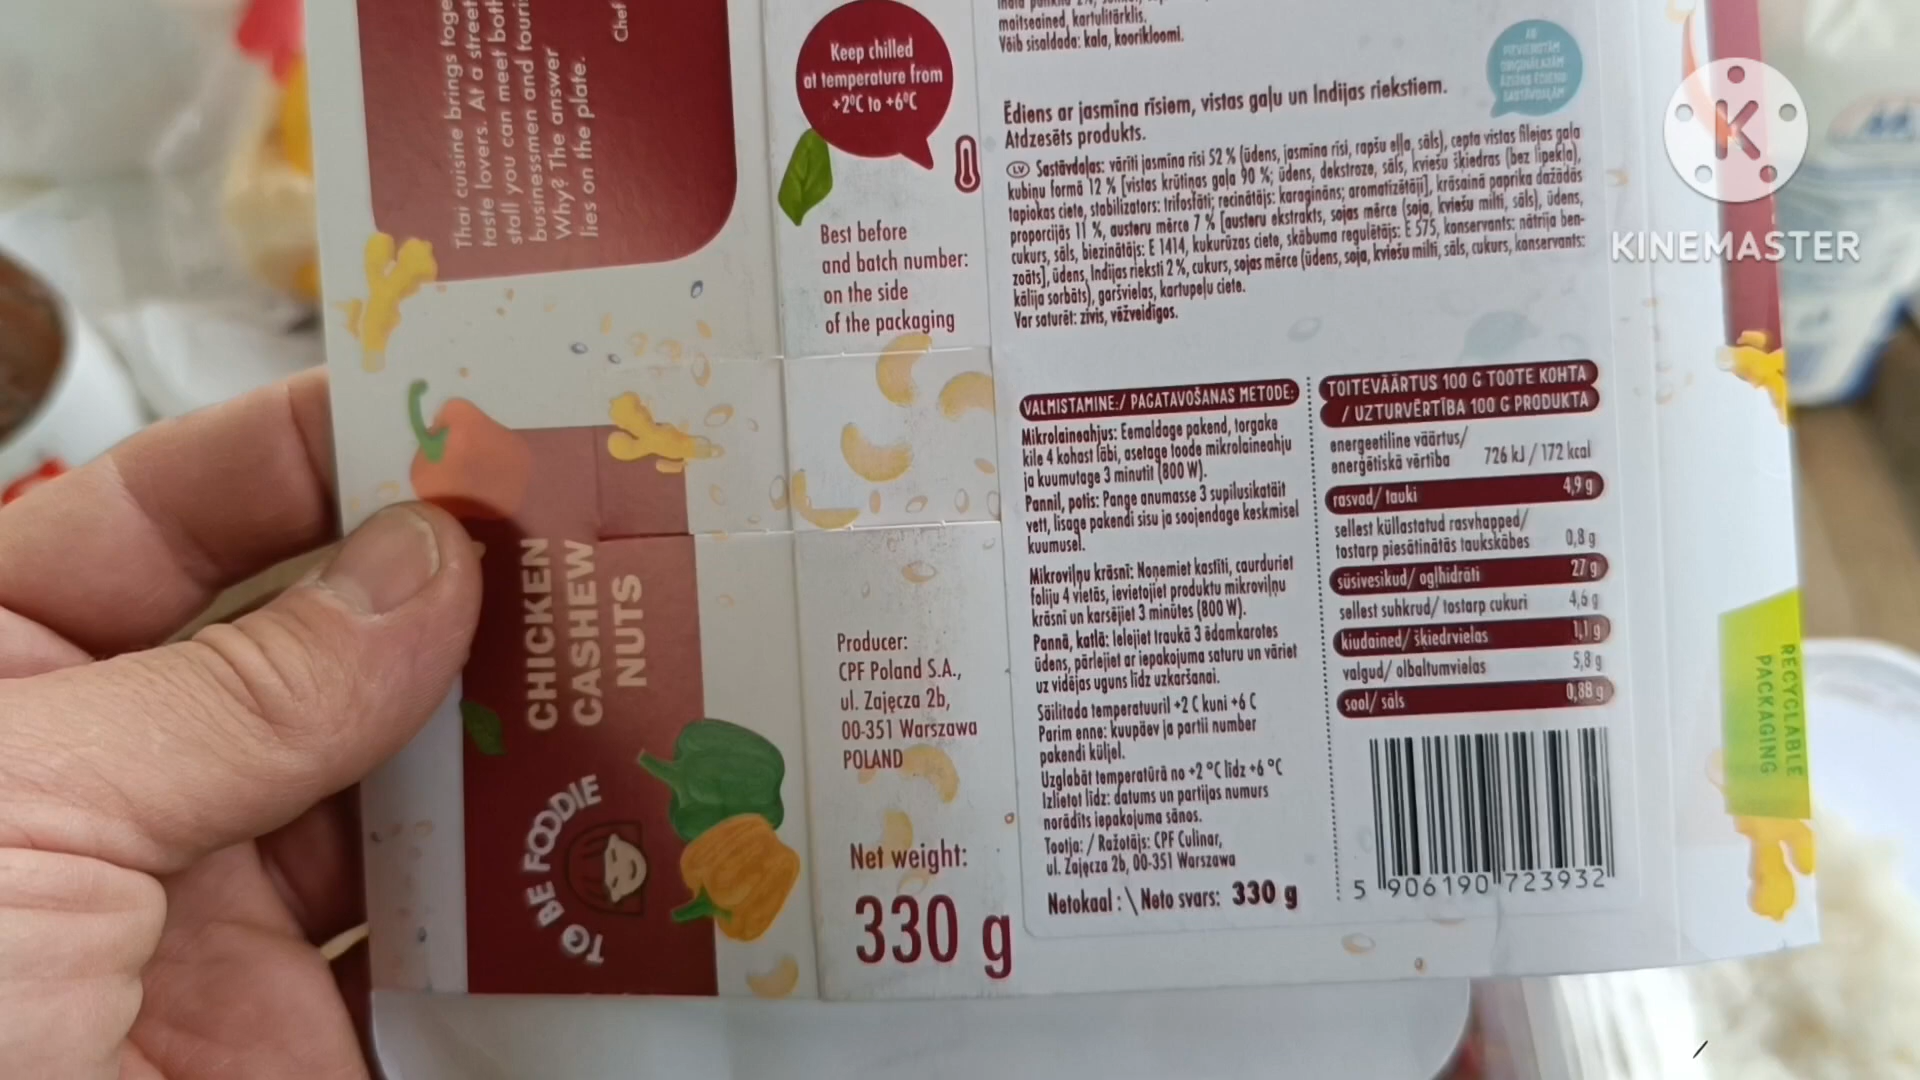 Thai cuisine brings toge
taste lovers. At a street
stall you can meet both
businessmen and touri
Why? The answer
lies on the plate.
Chef
Keep chilled
at temperature from
+2°C to +6°C
Best before
and batch number:
on the side
of the packaging
CHICKEN
CASHEW
NUTS
TO BE FOODIE
Producer:
CPF Poland S.A.,
ul. Zajęcza 2b,
00-351 Warszawa
POLAND
Net weight:
330 g
maitseained, kartulitärklis.
Võib sisaldada: kala, koorikloomi.
Ēdiens ar jasmīna rīsiem, vistas gaļu un Indijas riekstiem.
Atdzesēts produkts.
LV Sastāvdaļas: vārīti jasmīna rīsi 52 % (ūdens, jasmīna rīsi, rapšu eļļa, sāls), cepta vistas filejas gaļa
kubiņu formā 12 % [vistas krūtiņas gaļa 90 %; ūdens, dekstroze, sāls, kviešu šķiedras (bez lipekļa),
tapiokas ciete, stabilizators: trifosfāti; recinātājs: karagināns; aromatizētāji], krāsainā paprika dažādās
proporcijās 11 %, austeru mērce 7 % [austeru ekstrakts, sojas mērce (soja, kviešu milti, sāls), ūdens,
cukurs, sāls, biezinātājs: E 1414, kukurūzas ciete, skābuma regulētājs: E 575, konservants: nātrija ben-
zoāts], ūdens, Indijas rieksti 2 %, cukurs, sojas mērce (ūdens, soja, kviešu milti, sāls, cukurs, konservants:
kālija sorbāts), garšvielas, kartupeļu ciete.
Var saturēt: zivis, vēžveidīgos.
VALMISTAMINE:/ PAGATAVOŠANAS METODE:
Mikrolaineahjus: Eemaldage pakend, torgake
kile 4 kohast läbi, asetage toode mikrolaineahju
ja kuumutage 3 minutit (800 W).
Pannil, potis: Pange anumasse 3 supilusikatäit
vett, lisage pakendi sisu ja soojendage keskmisel
kuumusel.
Mikroviļņu krāsnī: Noņemiet kastīti, caurduriet
foliju 4 vietās, ievietojiet produktu mikroviļņu
krāsnī un karsējiet 3 minūtes (800 W).
Pannā, katlā: Ielejiet traukā 3 ēdamkarotes
ūdens, pārlejiet ar iepakojuma saturu un vāriet
uz vidējas uguns līdz uzkaršanai.
Säilitada temperatuuril +2 C kuni +6 C
Parim enne: kuupäev ja partii number
pakendi küljel.
Uzglabāt temperatūrā no +2 °C līdz +6 °C
Izlietot līdz: datums un partijas numurs
norādīts iepakojuma sānos.
Tootja: / Ražotājs: CPF Culinar,
ul. Zajęcza 2b, 00-351 Warszawa
Netokaal : \ Neto svars: 330 g
TOITEVÄÄRTUS 100 G TOOTE KOHTA
/ UZTURVĒRTĪBA 100 G PRODUKTA
energeetiline väärtus/
enerģētiskā vērtība 726 kJ / 172 kcal
rasvad/ tauki 4,9 g
sellest küllastatud rasvhapped/
tostarp piesātinātās taukskābes 0,8 g
süsivesikud/ ogļhidrāti 27 g
sellest suhkrud/ tostarp cukuri 4,6 g
kiudained/ šķiedrvielas 1,1 g
valgud/ olbaltumvielas 5,8 g
sool/ sāls 0,88 g
5 906190 723932
RECYCLABLE
PACKAGING
K
KINEMASTER